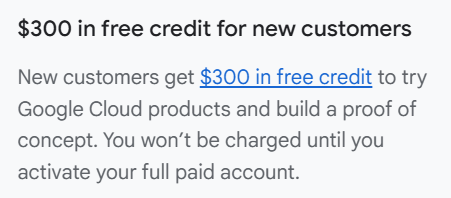 $300 in free credit for new customers
New customers get $300 in free credit to try
Google Cloud products and build a proof of
concept. You won’t be charged until you
activate your full paid account.